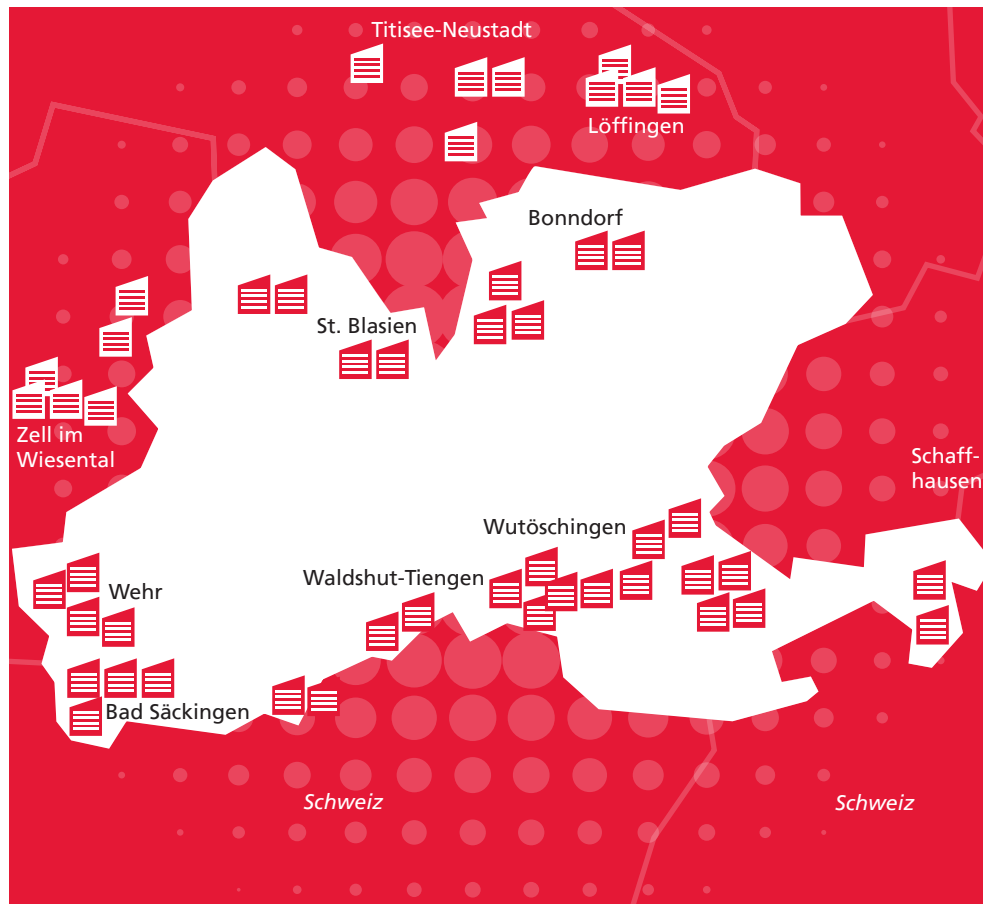 Titisee-Neustadt
Löffingen
Bonndorf
St. Blasien
Zell im
Wiesental
Schaff-
hausen
Wutöschingen
Waldshut-Tiengen
Wehr
Bad Säckingen
Schweiz
Schweiz